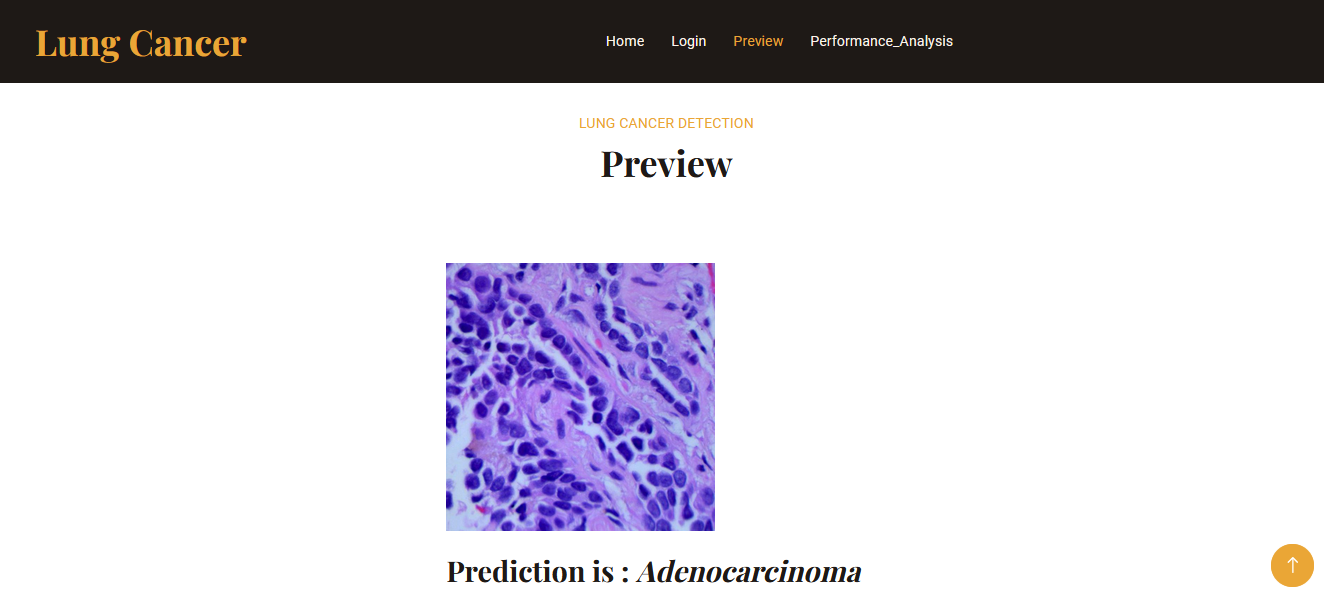 Lung Cancer
Home Login Preview Performance_Analysis
LUNG CANCER DETECTION
Preview
Prediction is : Adenocarcinoma